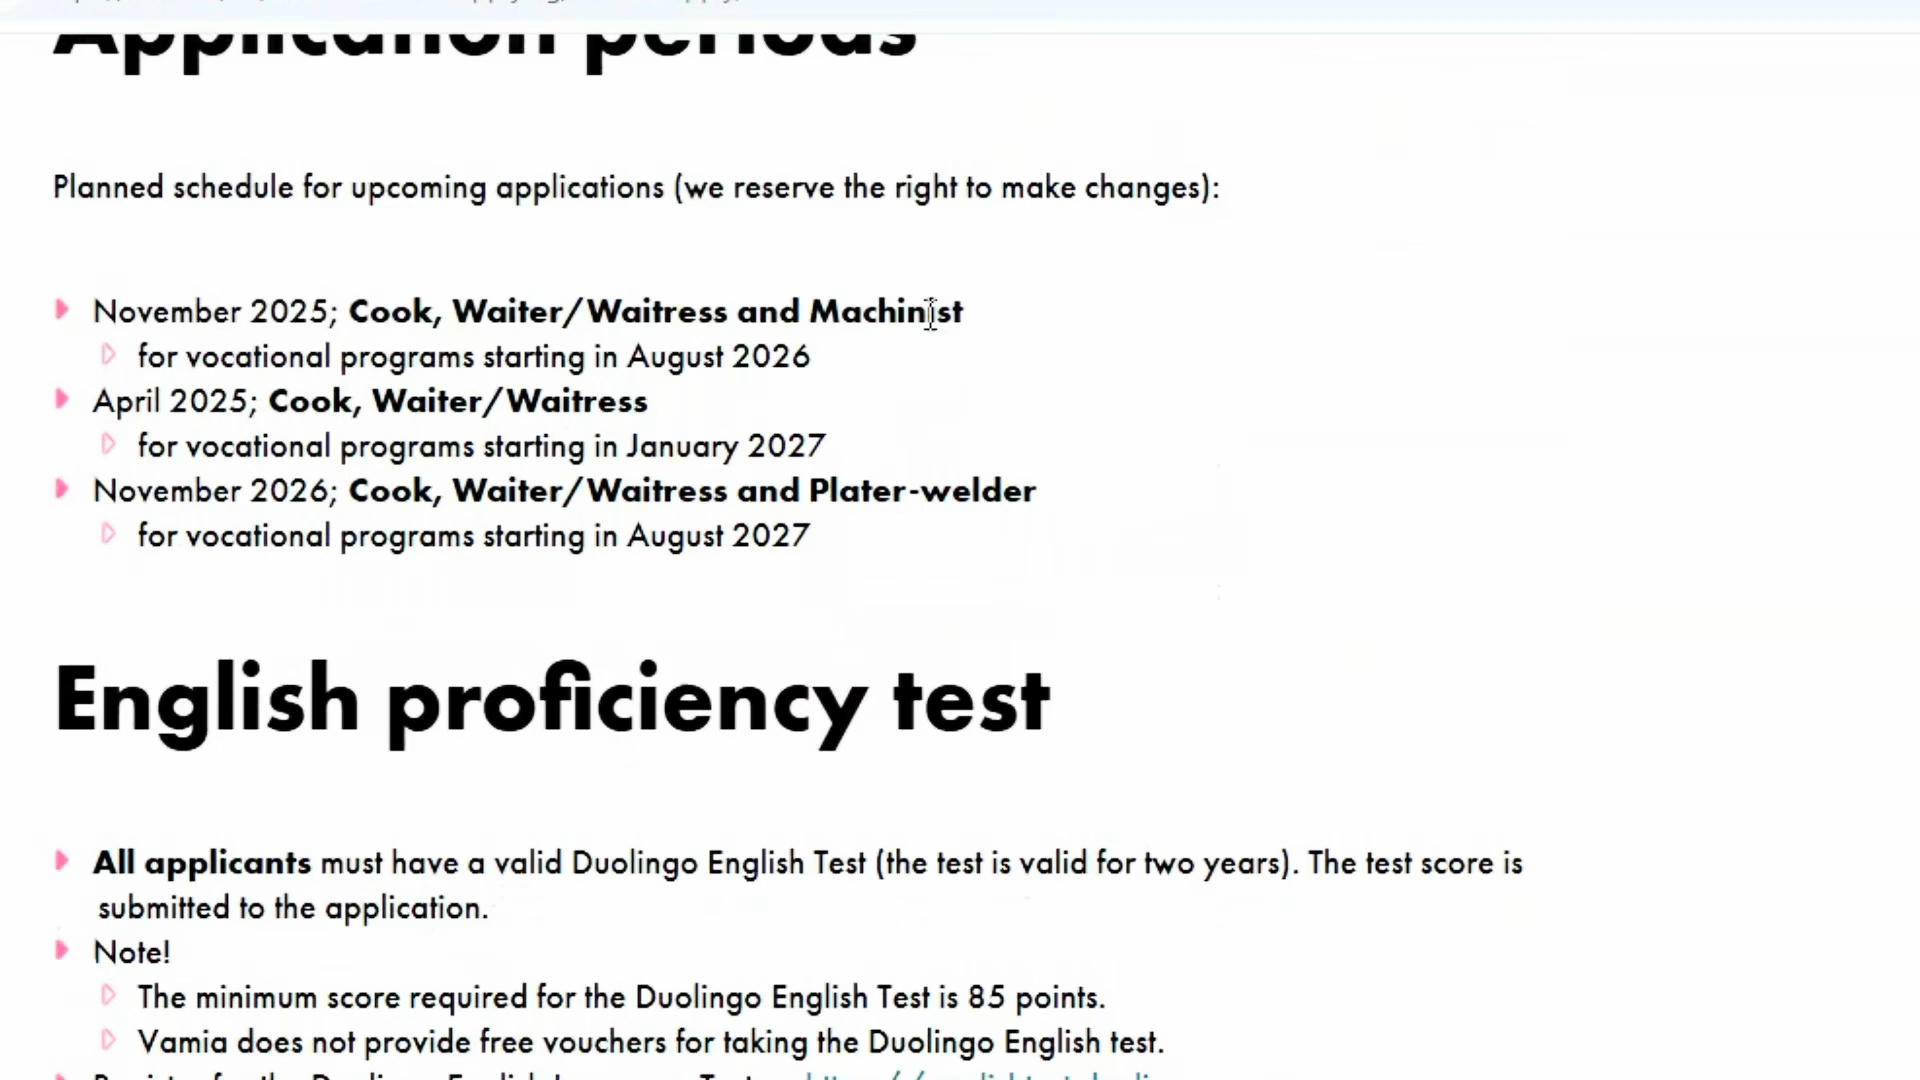 Application periods
Planned schedule for upcoming applications (we reserve the right to make changes):
November 2025; Cook, Waiter/Waitress and Machinist
for vocational programs starting in August 2026
April 2025; Cook, Waiter/Waitress
for vocational programs starting in January 2027
November 2026; Cook, Waiter/Waitress and Plater-welder
for vocational programs starting in August 2027
English proficiency test
All applicants must have a valid Duolingo English Test (the test is valid for two years). The test score is
submitted to the application.
Note!
The minimum score required for the Duolingo English Test is 85 points.
Vamia does not provide free vouchers for taking the Duolingo English test.